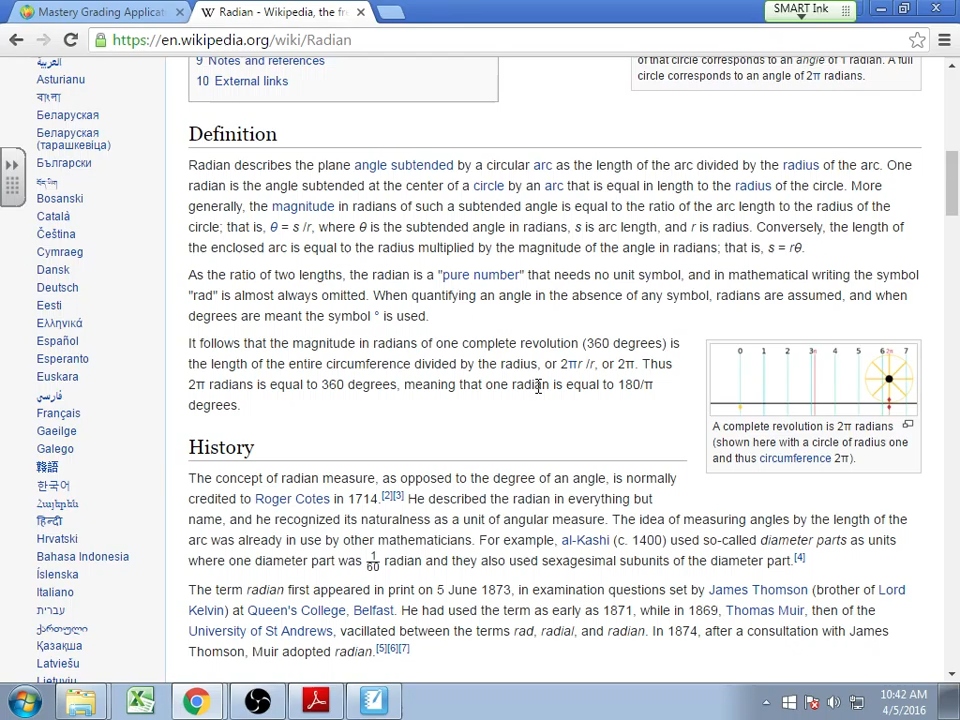 Mastery Grading Applicat
W Radian - Wikipedia, the fr
SMART Ink
https://en.wikipedia.org/wiki/Radian
العربية
Asturianu
বাংলা
Беларуская
Беларуская
(тарашкевіца)
Български
Bosanski
Català
Čeština
Cymraeg
Dansk
Deutsch
Eesti
Ελληνικά
Español
Esperanto
Euskara
فارسی
Français
Gaeilge
Galego
한국어
Հայերեն
हिन्दी
Hrvatski
Bahasa Indonesia
Íslenska
Italiano
עברית
ქართული
Қазақша
Latviešu
Lietuvių
9 Notes and references
10 External links
of that circle corresponds to an angle of 1 radian. A full
circle corresponds to an angle of 2π radians.
Definition
Radian describes the plane angle subtended by a circular arc as the length of the arc divided by the radius of the arc. One
radian is the angle subtended at the center of a circle by an arc that is equal in length to the radius of the circle. More
generally, the magnitude in radians of such a subtended angle is equal to the ratio of the arc length to the radius of the
circle; that is, θ = s /r, where θ is the subtended angle in radians, s is arc length, and r is radius. Conversely, the length of
the enclosed arc is equal to the radius multiplied by the magnitude of the angle in radians; that is, s = rθ.
As the ratio of two lengths, the radian is a "pure number" that needs no unit symbol, and in mathematical writing the symbol
"rad" is almost always omitted. When quantifying an angle in the absence of any symbol, radians are assumed, and when
degrees are meant the symbol ° is used.
It follows that the magnitude in radians of one complete revolution (360 degrees) is
the length of the entire circumference divided by the radius, or 2πr /r, or 2π. Thus
2π radians is equal to 360 degrees, meaning that one radian is equal to 180/π
degrees.
0 1 2 3 π 4 5 6 2π 7
A complete revolution is 2π radians
(shown here with a circle of radius one
and thus circumference 2π).
History
The concept of radian measure, as opposed to the degree of an angle, is normally
credited to Roger Cotes in 1714.[2][3] He described the radian in everything but
name, and he recognized its naturalness as a unit of angular measure. The idea of measuring angles by the length of the
arc was already in use by other mathematicians. For example, al-Kashi (c. 1400) used so-called diameter parts as units
where one diameter part was 1/60 radian and they also used sexagesimal subunits of the diameter part.[4]
The term radian first appeared in print on 5 June 1873, in examination questions set by James Thomson (brother of Lord
Kelvin) at Queen's College, Belfast. He had used the term as early as 1871, while in 1869, Thomas Muir, then of the
University of St Andrews, vacillated between the terms rad, radial, and radian. In 1874, after a consultation with James
Thomson, Muir adopted radian.[5][6][7]
10:42 AM
4/5/2016